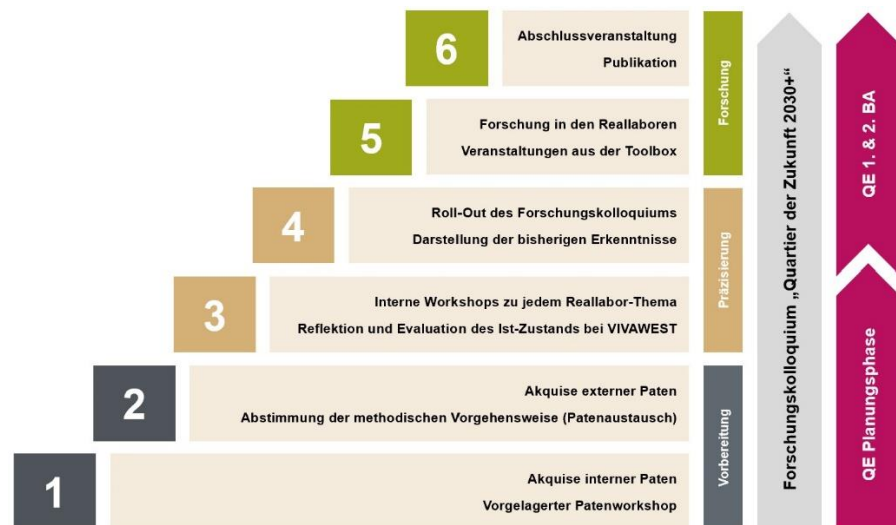 6
Abschlussveranstaltung
Publikation
5
Forschung in den Reallaboren
Veranstaltungen aus der Toolbox
Forschung
4
Roll-Out des Forschungskolloquiums
Darstellung der bisherigen Erkenntnisse
3
Interne Workshops zu jedem Reallabor-Thema
Reflektion und Evaluation des Ist-Zustands bei VIVAWEST
Präzisierung
2
Akquise externer Paten
Abstimmung der methodischen Vorgehensweise (Patenaustausch)
1
Akquise interner Paten
Vorgelagerter Patenworkshop
Vorbereitung
Forschungskolloquium „Quartier der Zukunft 2030+“
QE 1. & 2. BA
QE Planungsphase